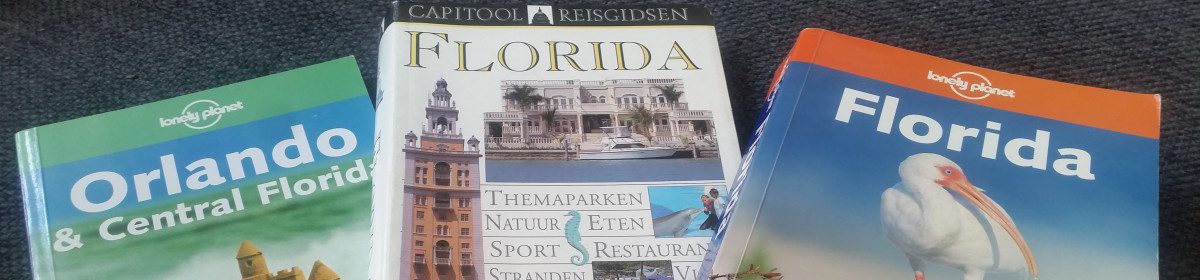 lonely planet
Orlando
& Central Florida
CAPITOOL REISGIDSEN
FLORIDA
THEMAPARKEN
NATUUR ETEN
SPORT RESTAURAN
STRANDEN
lonely planet
Florida